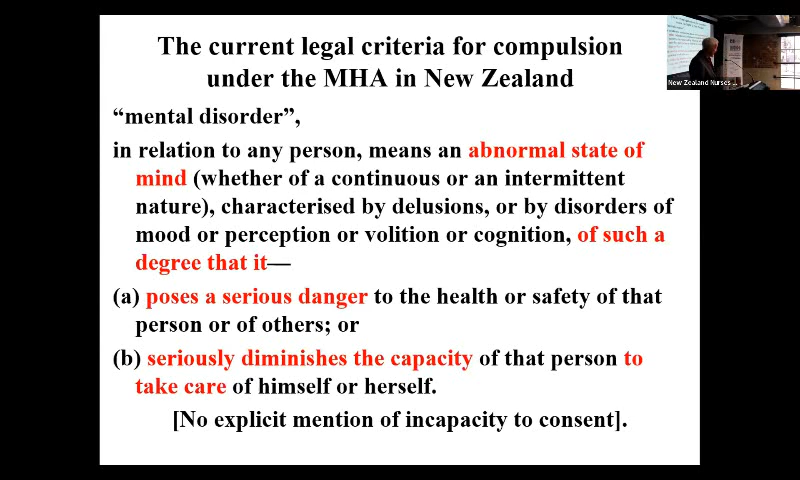 The current legal criteria for compulsion
under the MHA in New Zealand
“mental disorder”,
in relation to any person, means an abnormal state of
mind (whether of a continuous or an intermittent
nature), characterised by delusions, or by disorders of
mood or perception or volition or cognition, of such a
degree that it—
(a) poses a serious danger to the health or safety of that
person or of others; or
(b) seriously diminishes the capacity of that person to
take care of himself or herself.
[No explicit mention of incapacity to consent].
New Zealand Nurses ...